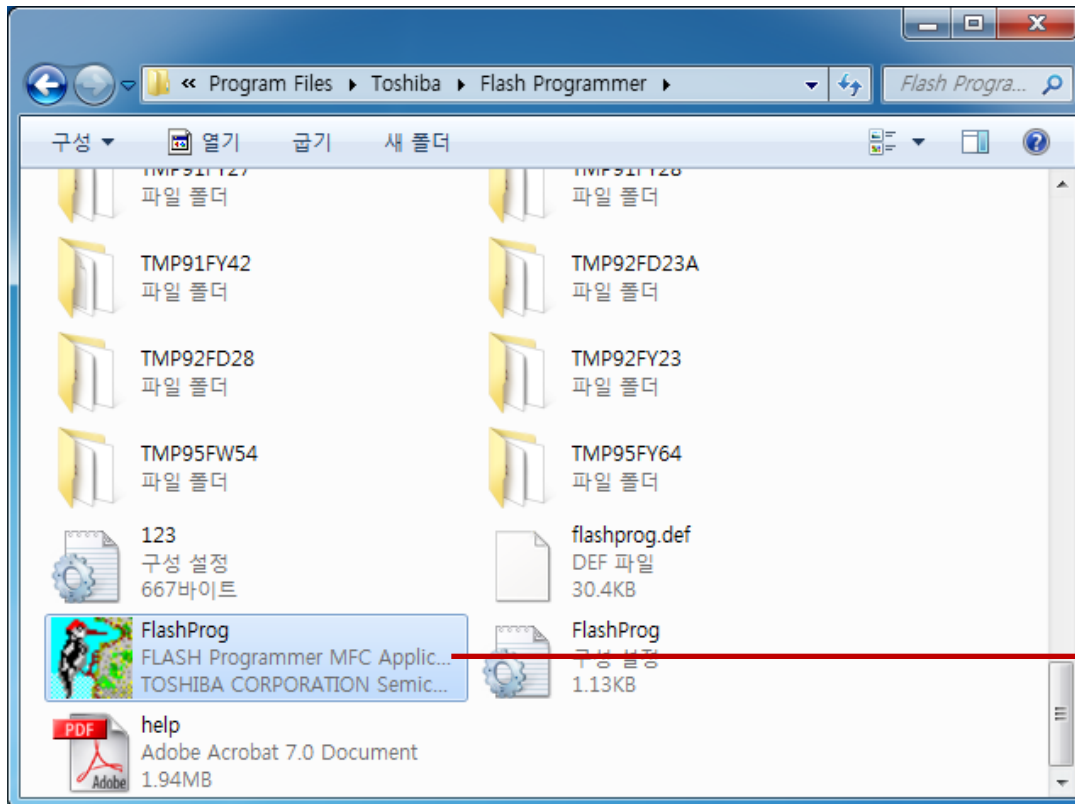 « Program Files ▸ Toshiba ▸ Flash Programmer ▸
Flash Progra...
구성 ▼ 열기 굽기 새 폴더
TMP91FY27 TMP91FY28
파일 폴더 파일 폴더
TMP91FY42 TMP92FD23A
파일 폴더 파일 폴더
TMP92FD28 TMP92FY23
파일 폴더 파일 폴더
TMP95FW54 TMP95FY64
파일 폴더 파일 폴더
123
구성 설정
667바이트
flashprog.def
DEF 파일
30.4KB
FlashProg
FLASH Programmer MFC Applic...
TOSHIBA CORPORATION Semic...
FlashProg
구성 설정
1.13KB
PDF
Adobe
help
Adobe Acrobat 7.0 Document
1.94MB